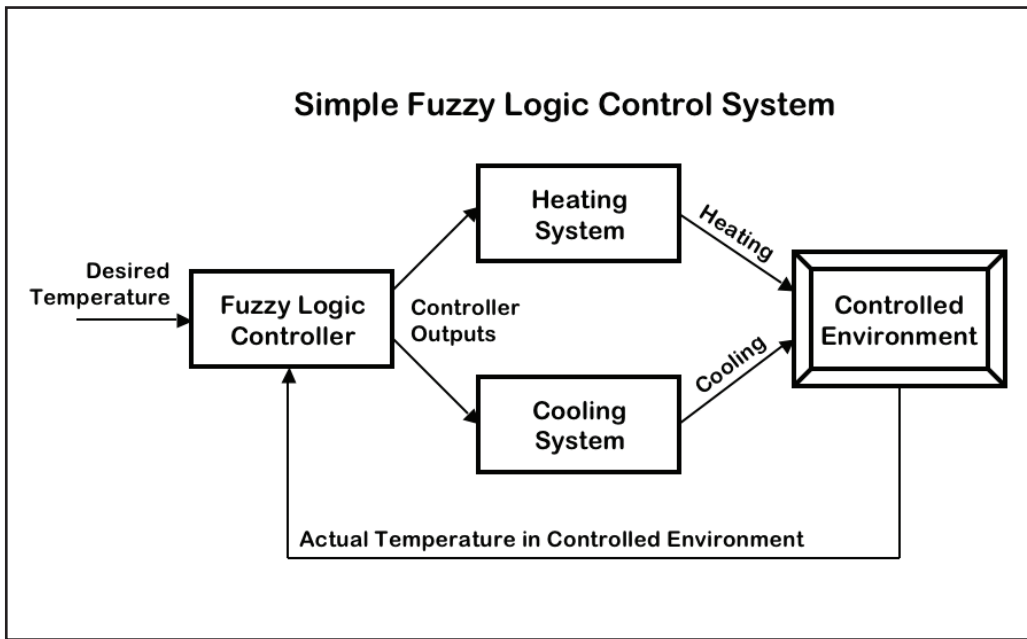 Simple Fuzzy Logic Control System
Desired
Temperature
Fuzzy Logic
Controller
Controller
Outputs
Heating
System
Heating
Cooling
System
Cooling
Controlled
Environment
Actual Temperature in Controlled Environment